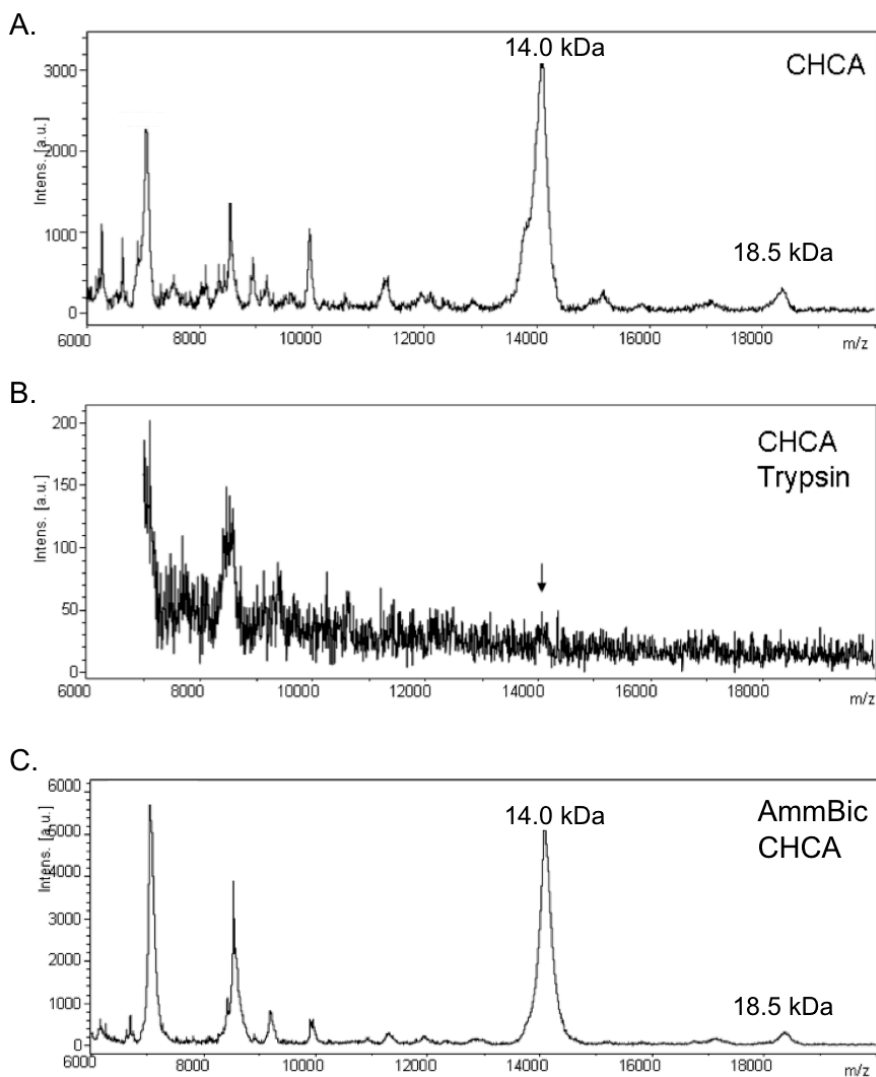 A.
14.0 kDa
CHCA
18.5 kDa
Intens. [a.u.]
3000
2000
1000
0
6000 8000 10000 12000 14000 16000 18000 m/z
B.
CHCA
Trypsin
Intens. [a.u.]
200
150
100
50
0
6000 8000 10000 12000 14000 16000 18000 m/z
C.
14.0 kDa
AmmBic
CHCA
18.5 kDa
Intens. [a.u.]
6000
5000
4000
3000
2000
1000
0
6000 8000 10000 12000 14000 16000 18000 m/z